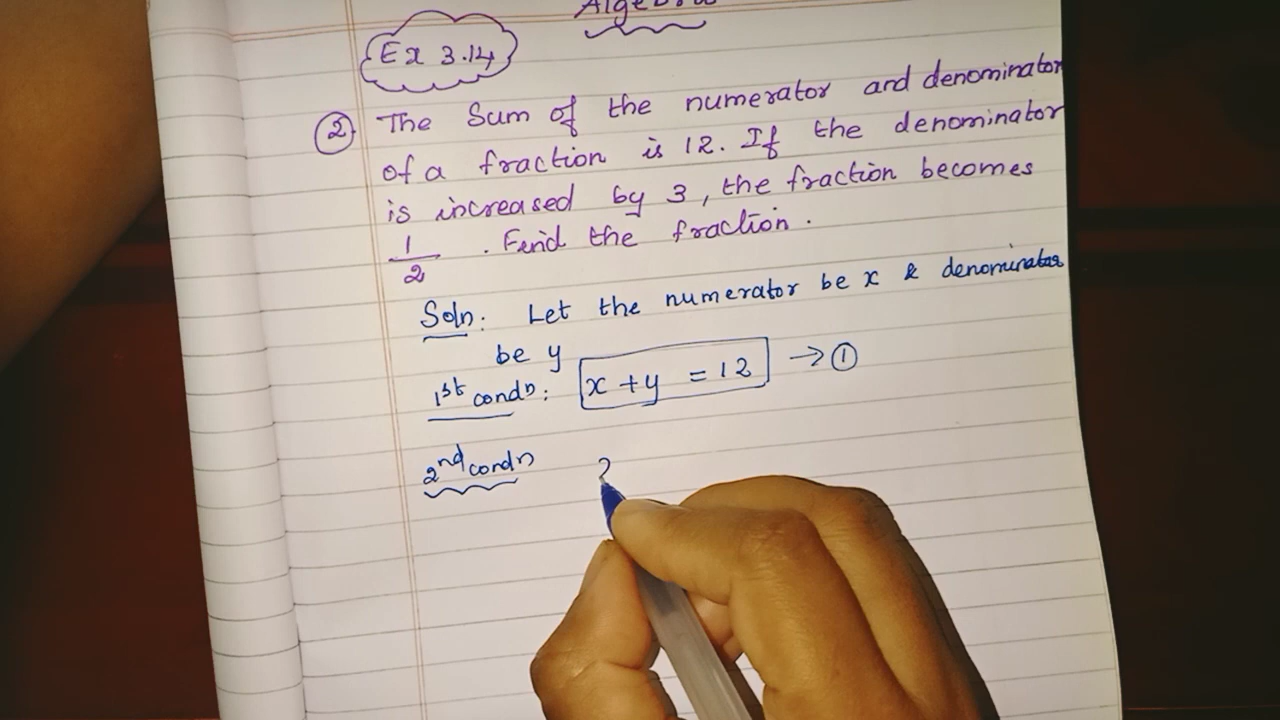 Algebra
Ex 3.14
② The Sum of the numerator and denominator
of a fraction is 12. If the denominator
is increased by 3, the fraction becomes
1/2. Find the fraction.
Soln: Let the numerator be x & denominator
be y
1st condn: x + y = 12 → ①
2nd condn